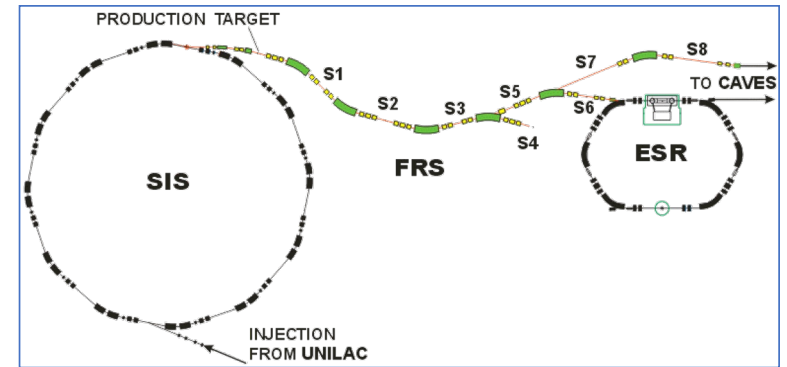 PRODUCTION TARGET
S1
S2
S3
S4
S5
S6
S7
S8
TO CAVES
SIS
FRS
ESR
INJECTION
FROM UNILAC